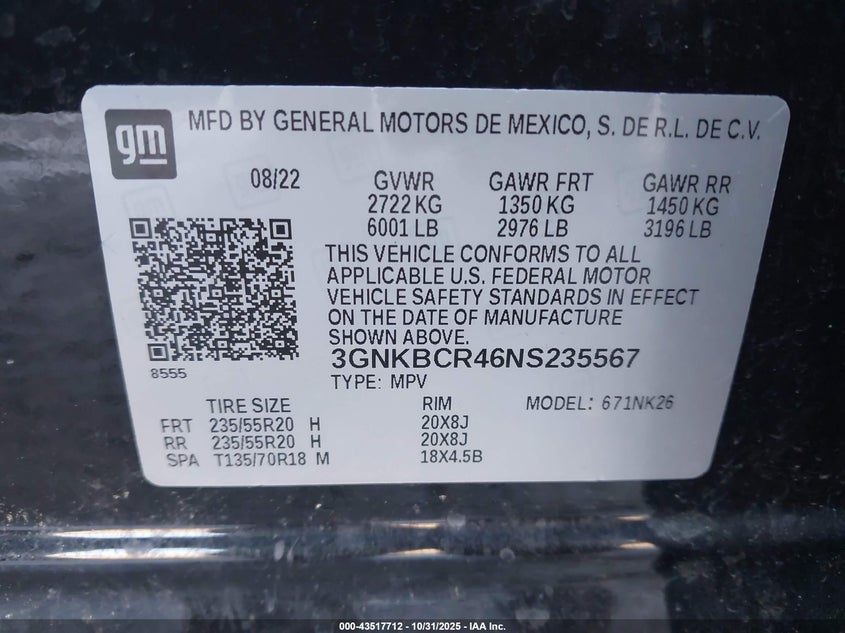 gm
MFD BY GENERAL MOTORS DE MEXICO, S. DE R.L. DE C.V.
08/22 GVWR GAWR FRT GAWR RR
2722 KG 1350 KG 1450 KG
6001 LB 2976 LB 3196 LB
THIS VEHICLE CONFORMS TO ALL
APPLICABLE U.S. FEDERAL MOTOR
VEHICLE SAFETY STANDARDS IN EFFECT
ON THE DATE OF MANUFACTURE
SHOWN ABOVE.
8555
3GNKBCR46NS235567
TYPE: MPV
TIRE SIZE RIM MODEL: 671NK26
FRT 235/55R20 H 20X8J
RR 235/55R20 H 20X8J
SPA T135/70R18 M 18X4.5B
000-43517712 - 10/31/2025 - IAA Inc.